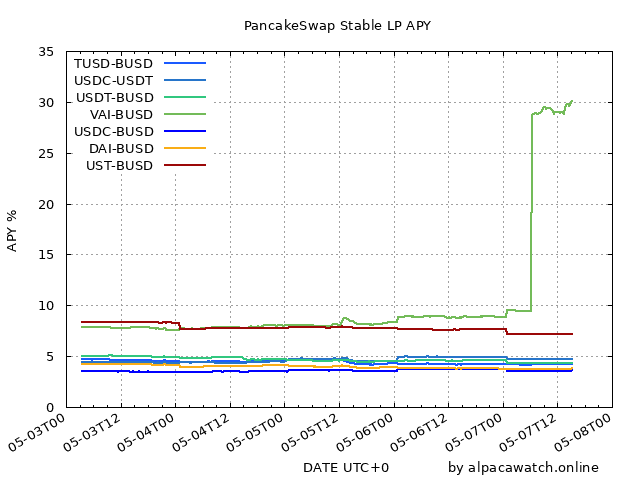 PancakeSwap Stable LP APY
35
30
25
20
15
10
5
0
APY %
TUSD-BUSD
USDC-USDT
USDT-BUSD
VAI-BUSD
USDC-BUSD
DAI-BUSD
UST-BUSD
05-03T00
05-03T12
05-04T00
05-04T12
05-05T00
05-05T12
05-06T00
05-06T12
05-07T00
05-07T12
05-08T00
DATE UTC+0
by alpacawatch.online